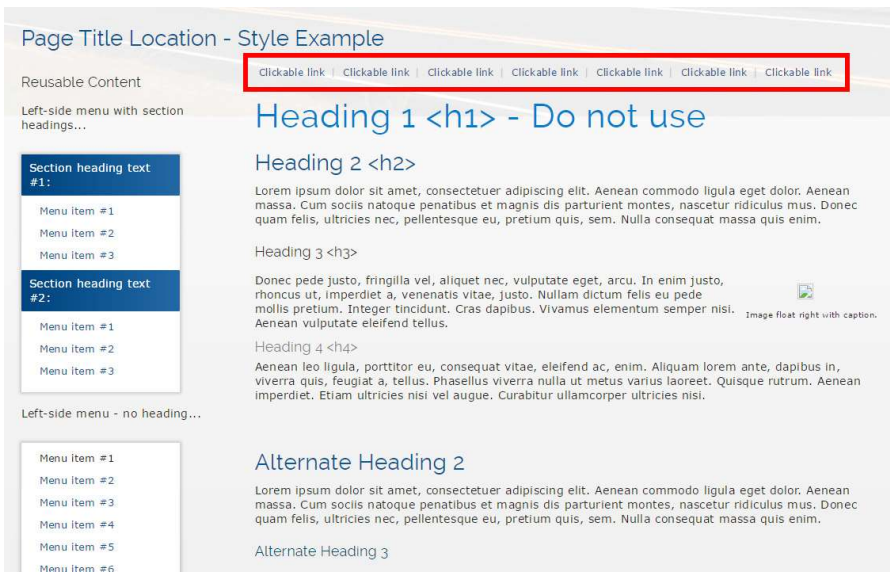 Page Title Location - Style Example
Reusable Content
Left-side menu with section
headings...
Section heading text
#1:
Menu item #1
Menu item #2
Menu item #3
Section heading text
#2:
Menu item #1
Menu item #2
Menu item #3
Left-side menu - no heading...
Menu item #1
Menu item #2
Menu item #3
Menu item #4
Menu item #5
Menu item #6
Clickable link | Clickable link | Clickable link | Clickable link | Clickable link | Clickable link | Clickable link
Heading 1 <h1> - Do not use
Heading 2 <h2>
Lorem ipsum dolor sit amet, consectetuer adipiscing elit. Aenean commodo ligula eget dolor. Aenean
massa. Cum sociis natoque penatibus et magnis dis parturient montes, nascetur ridiculus mus. Donec
quam felis, ultricies nec, pellentesque eu, pretium quis, sem. Nulla consequat massa quis enim.
Heading 3 <h3>
Donec pede justo, fringilla vel, aliquet nec, vulputate eget, arcu. In enim justo,
rhoncus ut, imperdiet a, venenatis vitae, justo. Nullam dictum felis eu pede
mollis pretium. Integer tincidunt. Cras dapibus. Vivamus elementum semper nisi.
Aenean vulputate eleifend tellus.
Image float right with caption.
Heading 4 <h4>
Aenean leo ligula, porttitor eu, consequat vitae, eleifend ac, enim. Aliquam lorem ante, dapibus in,
viverra quis, feugiat a, tellus. Phasellus viverra nulla ut metus varius laoreet. Quisque rutrum. Aenean
imperdiet. Etiam ultricies nisi vel augue. Curabitur ullamcorper ultricies nisi.
Alternate Heading 2
Lorem ipsum dolor sit amet, consectetuer adipiscing elit. Aenean commodo ligula eget dolor. Aenean
massa. Cum sociis natoque penatibus et magnis dis parturient montes, nascetur ridiculus mus. Donec
quam felis, ultricies nec, pellentesque eu, pretium quis, sem. Nulla consequat massa quis enim.
Alternate Heading 3